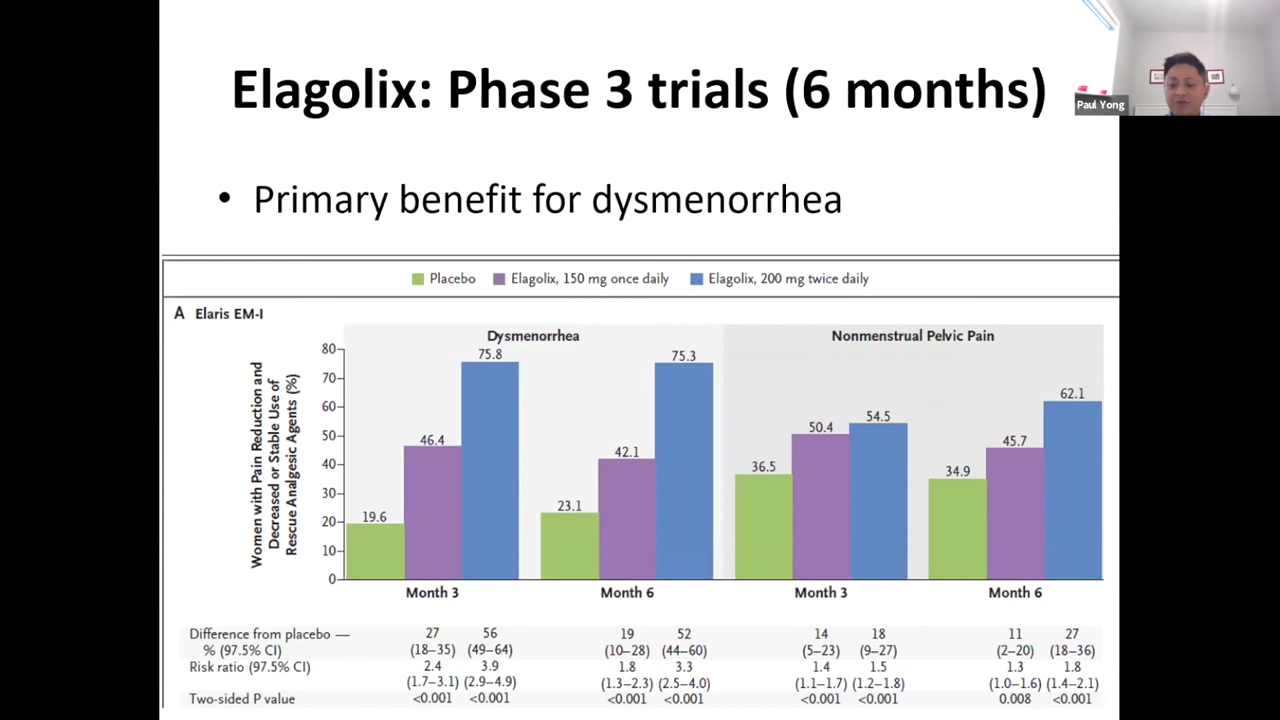 Elagolix: Phase 3 trials (6 months)
Paul Yong
• Primary benefit for dysmenorrhea
Placebo Elagolix, 150 mg once daily Elagolix, 200 mg twice daily
A Elaris EM-I
Women with Pain Reduction and
Decreased or Stable Use of
Rescue Analgesic Agents (%)
Dysmenorrhea Nonmenstrual Pelvic Pain
80
70
60
50
40
30
20
10
0
19.6 46.4 75.8 23.1 42.1 75.3 36.5 50.4 54.5 34.9 45.7 62.1
Month 3 Month 6 Month 3 Month 6
Difference from placebo — 27 56 19 52 14 18 11 27
% (97.5% CI) (18–35) (49–64) (10–28) (44–60) (5–23) (9–27) (2–20) (18–36)
Risk ratio (97.5% CI) 2.4 3.9 1.8 3.3 1.4 1.5 1.3 1.8
(1.7–3.1) (2.9–4.9) (1.3–2.3) (2.5–4.0) (1.1–1.7) (1.2–1.8) (1.0–1.6) (1.4–2.1)
Two-sided P value <0.001 <0.001 <0.001 <0.001 <0.001 <0.001 0.008 <0.001